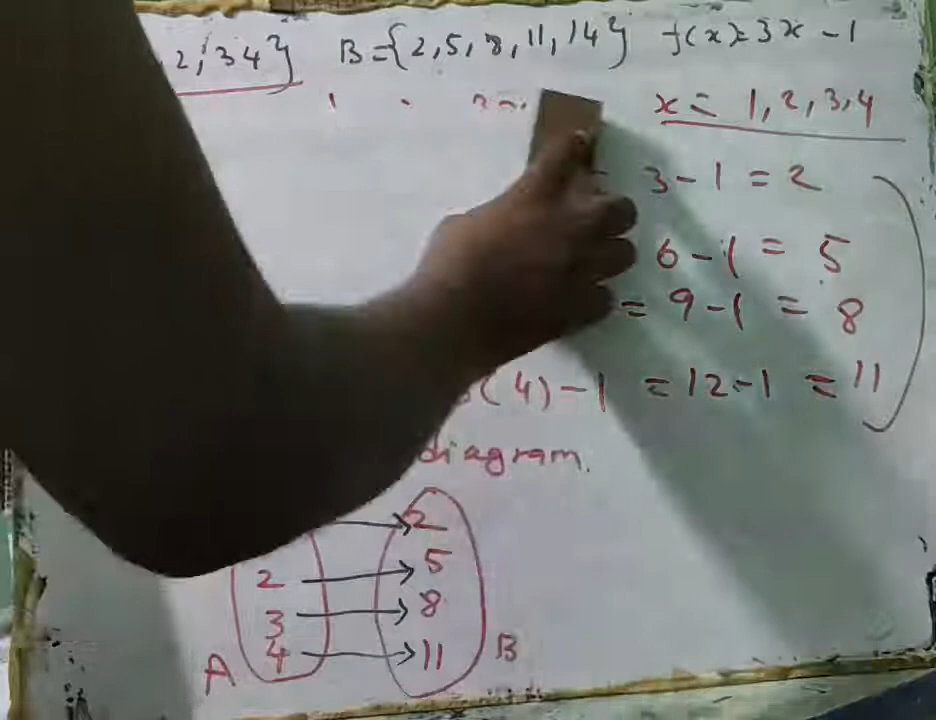 2, 3 4} B={2, 5, 8, 11, 14} f(x)=3x-1
x = 1, 2, 3, 4
3-1 = 2
6-1 = 5
= 9-1 = 8
(4)-1 = 12-1 = 11
diagram.
2
2 5
3 8
A 4 11 B